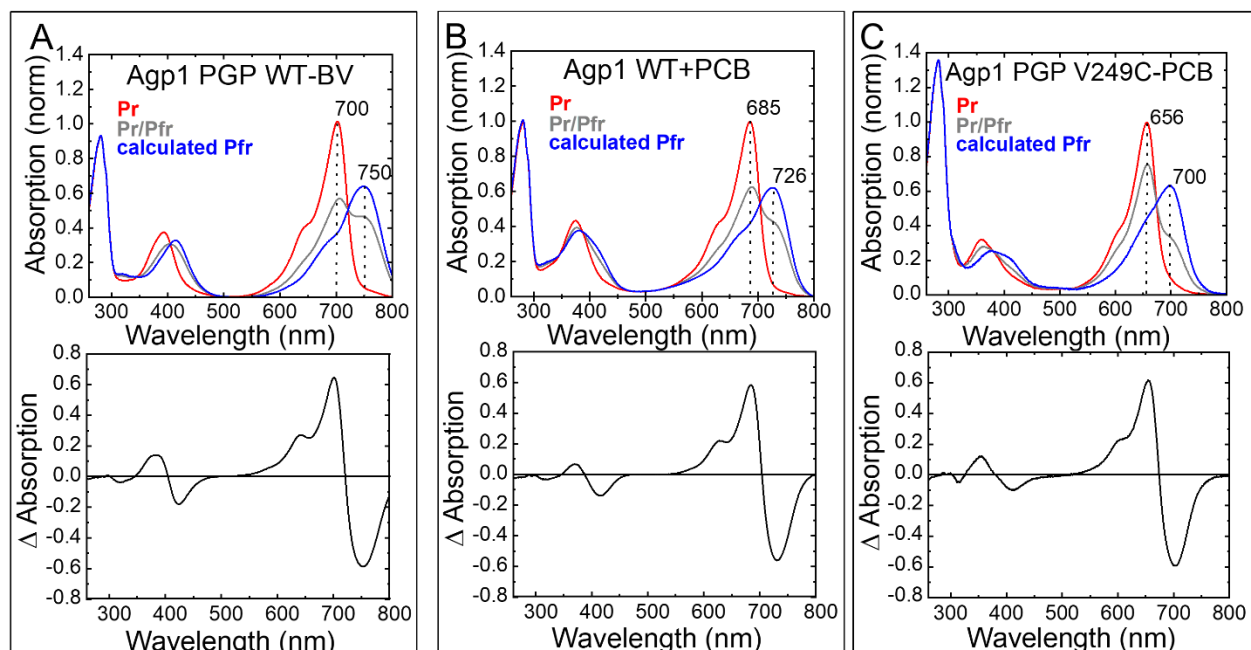 A
Agp1 PGP WT-BV
Pr
Pr/Pfr
calculated Pfr
700
750
Absorption (norm)
1.4
1.2
1.0
0.8
0.6
0.4
0.2
0.0
300 400 500 600 700 800
Wavelength (nm)
Δ Absorption
0.8
0.6
0.4
0.2
0.0
-0.2
-0.4
-0.6
-0.8
300 400 500 600 700 800
Wavelength (nm)
B
Agp1 WT+PCB
Pr
Pr/Pfr
calculated Pfr
685
726
Absorption (norm)
1.4
1.2
1.0
0.8
0.6
0.4
0.2
0.0
300 400 500 600 700 800
Wavelength (nm)
Δ Absorption
0.8
0.6
0.4
0.2
0.0
-0.2
-0.4
-0.6
-0.8
300 400 500 600 700 800
Wavelength (nm)
C
Agp1 PGP V249C-PCB
Pr
Pr/Pfr
calculated Pfr
656
700
Absorption (norm)
1.4
1.2
1.0
0.8
0.6
0.4
0.2
0.0
300 400 500 600 700 800
Wavelength (nm)
Δ Absorption
0.8
0.6
0.4
0.2
0.0
-0.2
-0.4
-0.6
-0.8
300 400 500 600 700 800
Wavelength (nm)